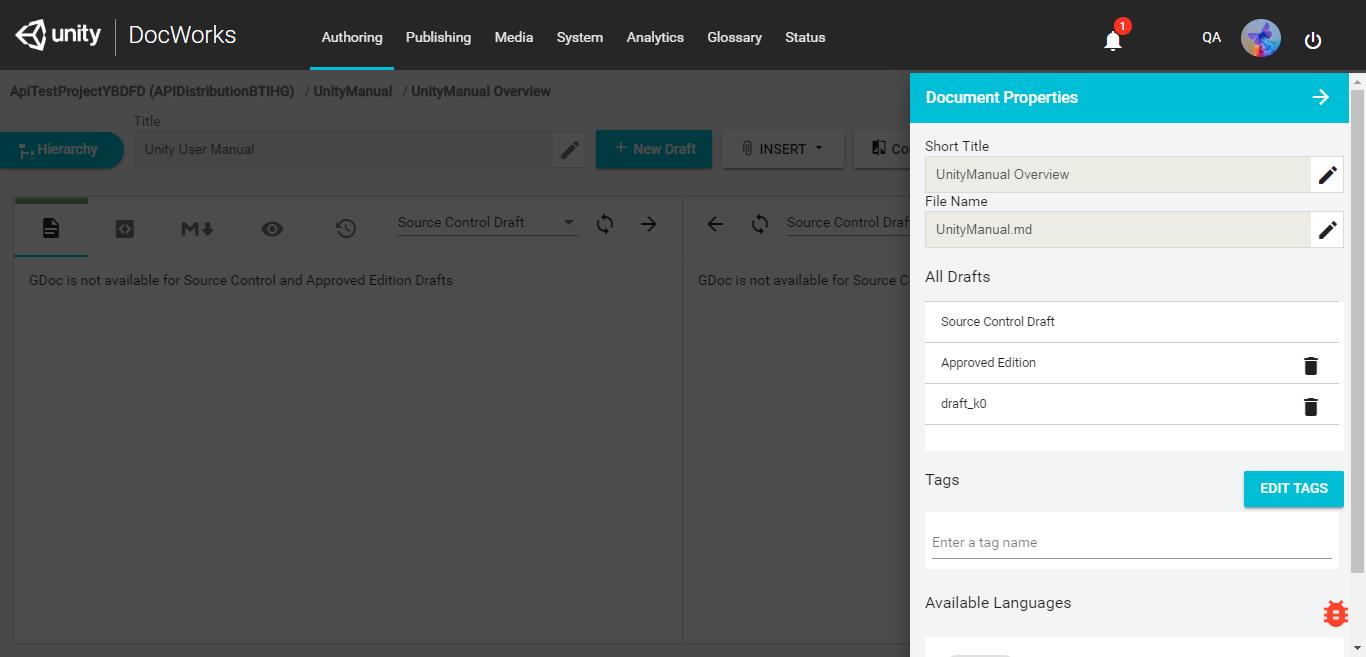 unity DocWorks Authoring Publishing Media System Analytics Glossary Status 1 QA
ApiTestProjectYBDFD (APIDistributionBTIHG) / UnityManual / UnityManual Overview
Title
Hierarchy Unity User Manual + New Draft INSERT Co
Source Control Draft Source Control Draf
GDoc is not available for Source Control and Approved Edition Drafts GDoc is not available for Source C
Document Properties
Short Title
UnityManual Overview
File Name
UnityManual.md
All Drafts
Source Control Draft
Approved Edition
draft_k0
Tags
EDIT TAGS
Enter a tag name
Available Languages